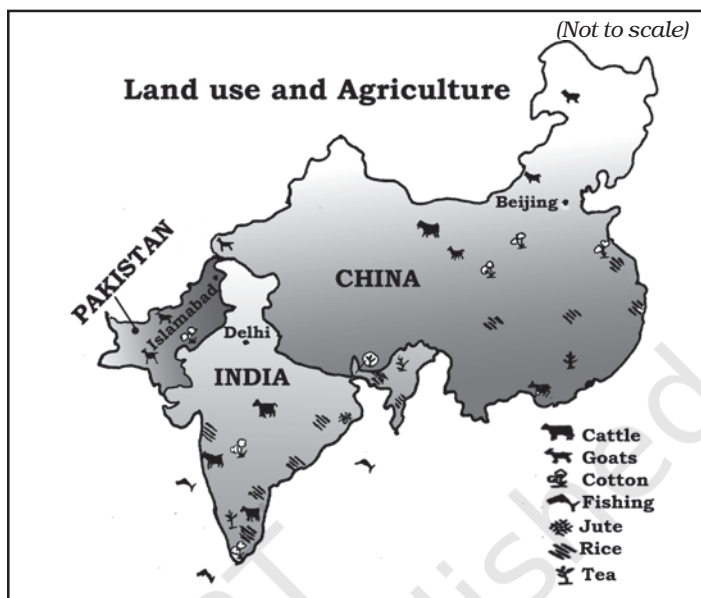 (Not to scale)
Land use and Agriculture
Beijing
PAKISTAN
CHINA
Islamabad
Delhi
INDIA
Cattle
Goats
Cotton
Fishing
Jute
Rice
Tea